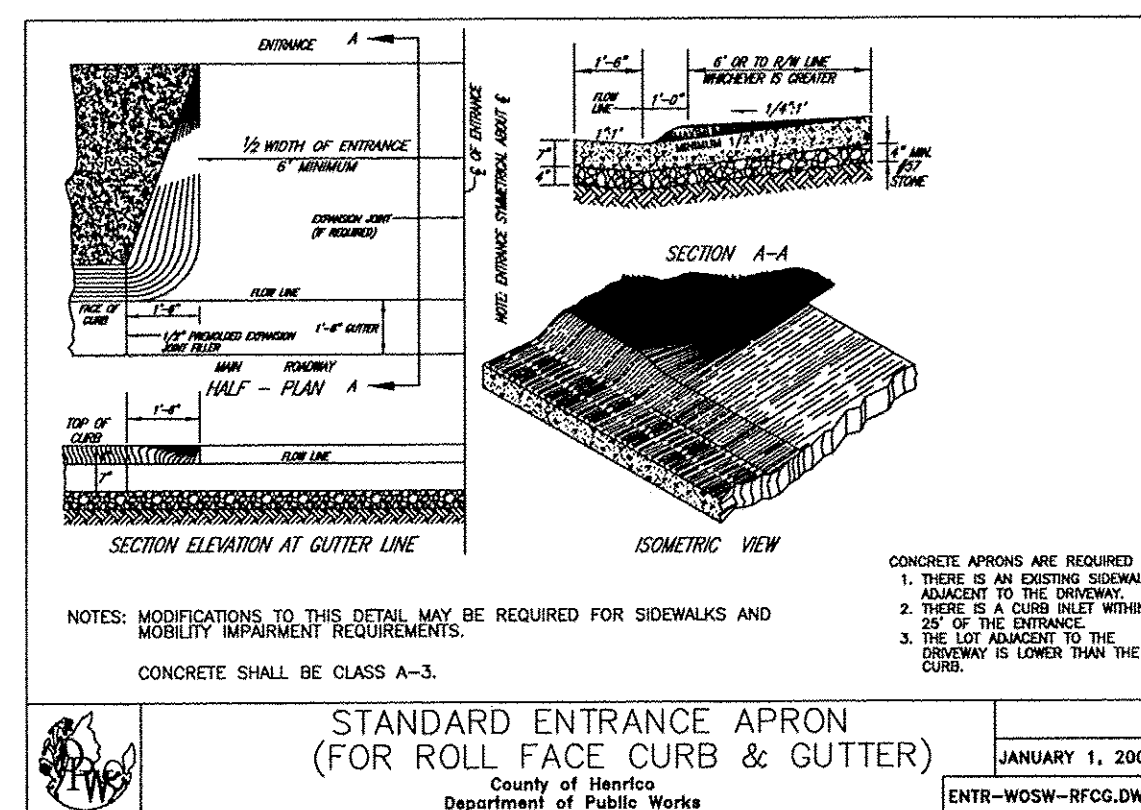 ENTRANCE A
GRASS
1/2 WIDTH OF ENTRANCE
6' MINIMUM
EXPANSION JOINT
(IF REQUIRED)
℄ OF ENTRANCE
NOTE: ENTRANCE SYMMETRICAL ABOUT ℄
FLOW LINE
FACE OF
CURB
1'-6" GUTTER
1/2" PREMOLDED EXPANSION
JOINT FILLER
MAIN ROADWAY
HALF - PLAN A
TOP OF
CURB
FLOW LINE
7"
SECTION ELEVATION AT GUTTER LINE
1'-6"
6' OR TO R/W LINE
WHICHEVER IS GREATER
FLOW
LINE
1'-0"
1/4":1'
1":1'
MINIMUM 1/2":1'
7"
4"
4" MIN.
#57
STONE
SECTION A-A
ISOMETRIC VIEW
CONCRETE APRONS ARE REQUIRED
1. THERE IS AN EXISTING SIDEWAL
ADJACENT TO THE DRIVEWAY.
2. THERE IS A CURB INLET WITHI
25' OF THE ENTRANCE.
3. THE LOT ADJACENT TO THE
DRIVEWAY IS LOWER THAN THE
CURB.
NOTES: MODIFICATIONS TO THIS DETAIL MAY BE REQUIRED FOR SIDEWALKS AND
MOBILITY IMPAIRMENT REQUIREMENTS.
CONCRETE SHALL BE CLASS A-3.
DPW
STANDARD ENTRANCE APRON
(FOR ROLL FACE CURB & GUTTER)
County of Henrico
Department of Public Works
JANUARY 1, 200
ENTR-WOSW-RFCG.DW